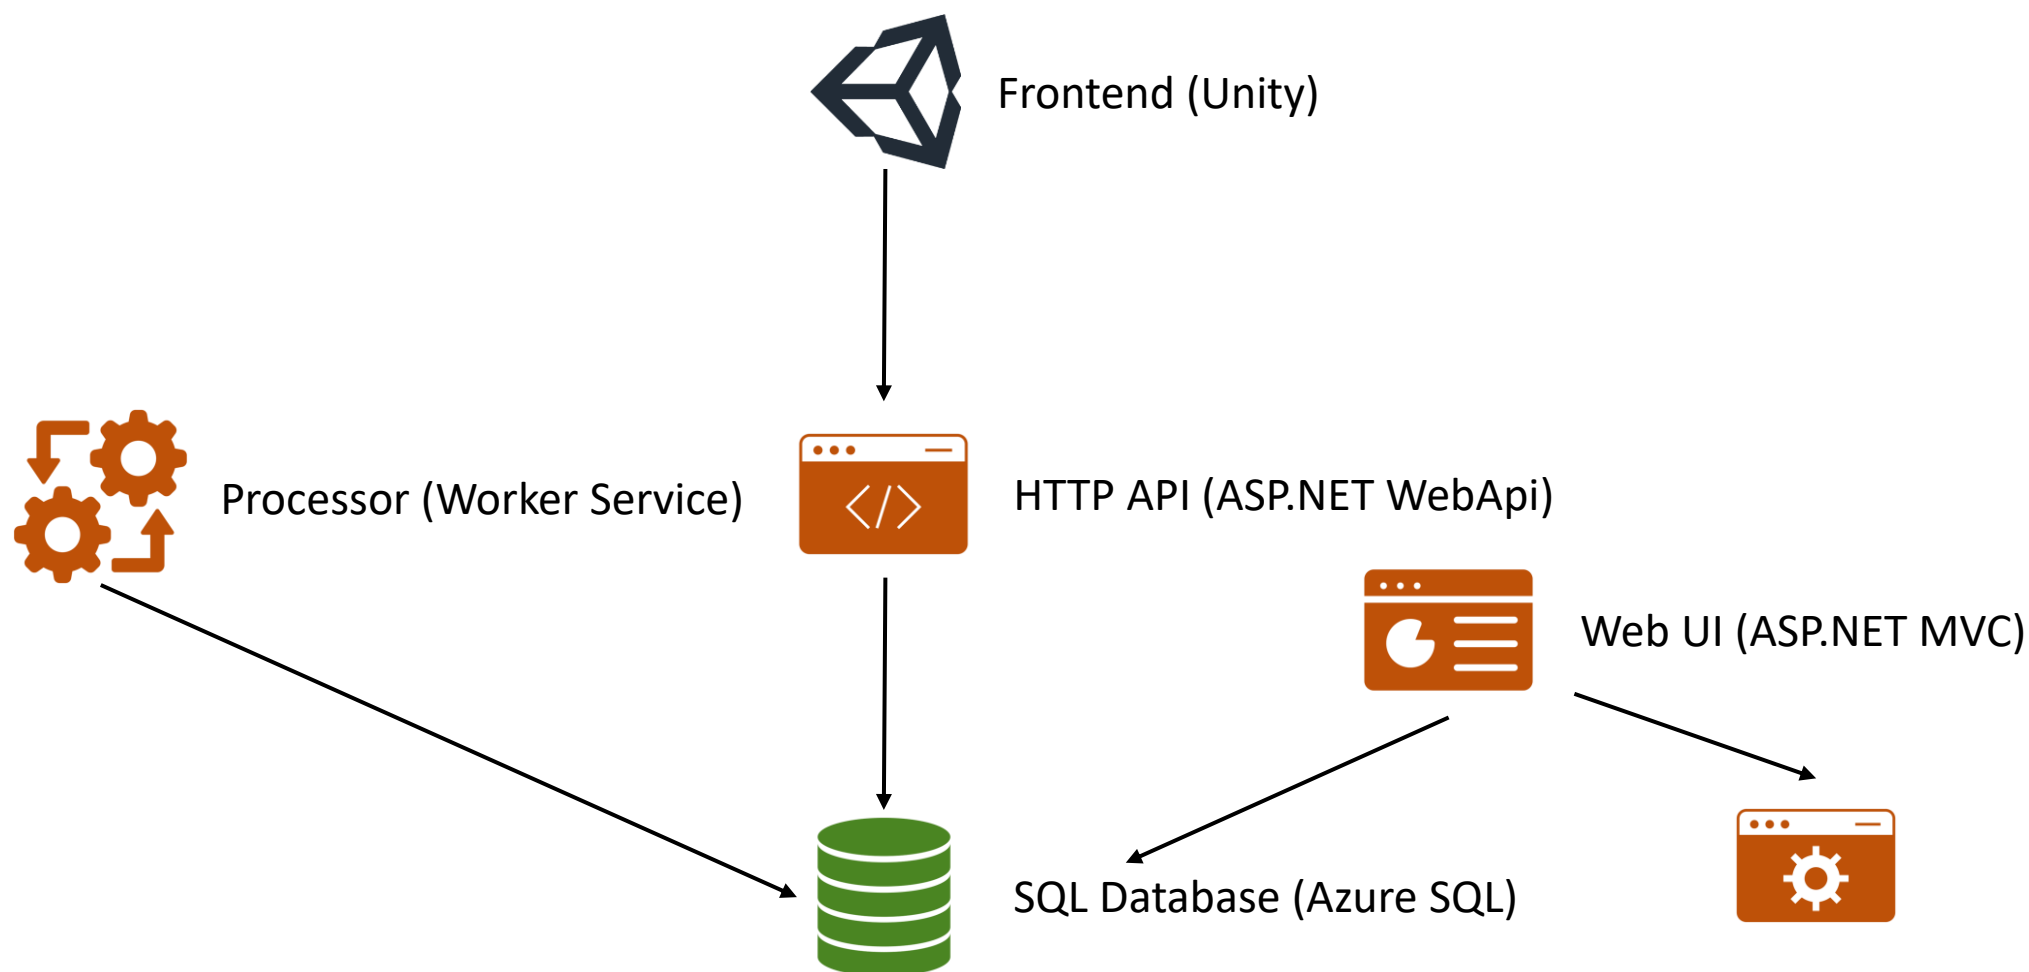 Frontend (Unity)
Processor (Worker Service)
HTTP API (ASP.NET WebApi)
Web UI (ASP.NET MVC)
SQL Database (Azure SQL)